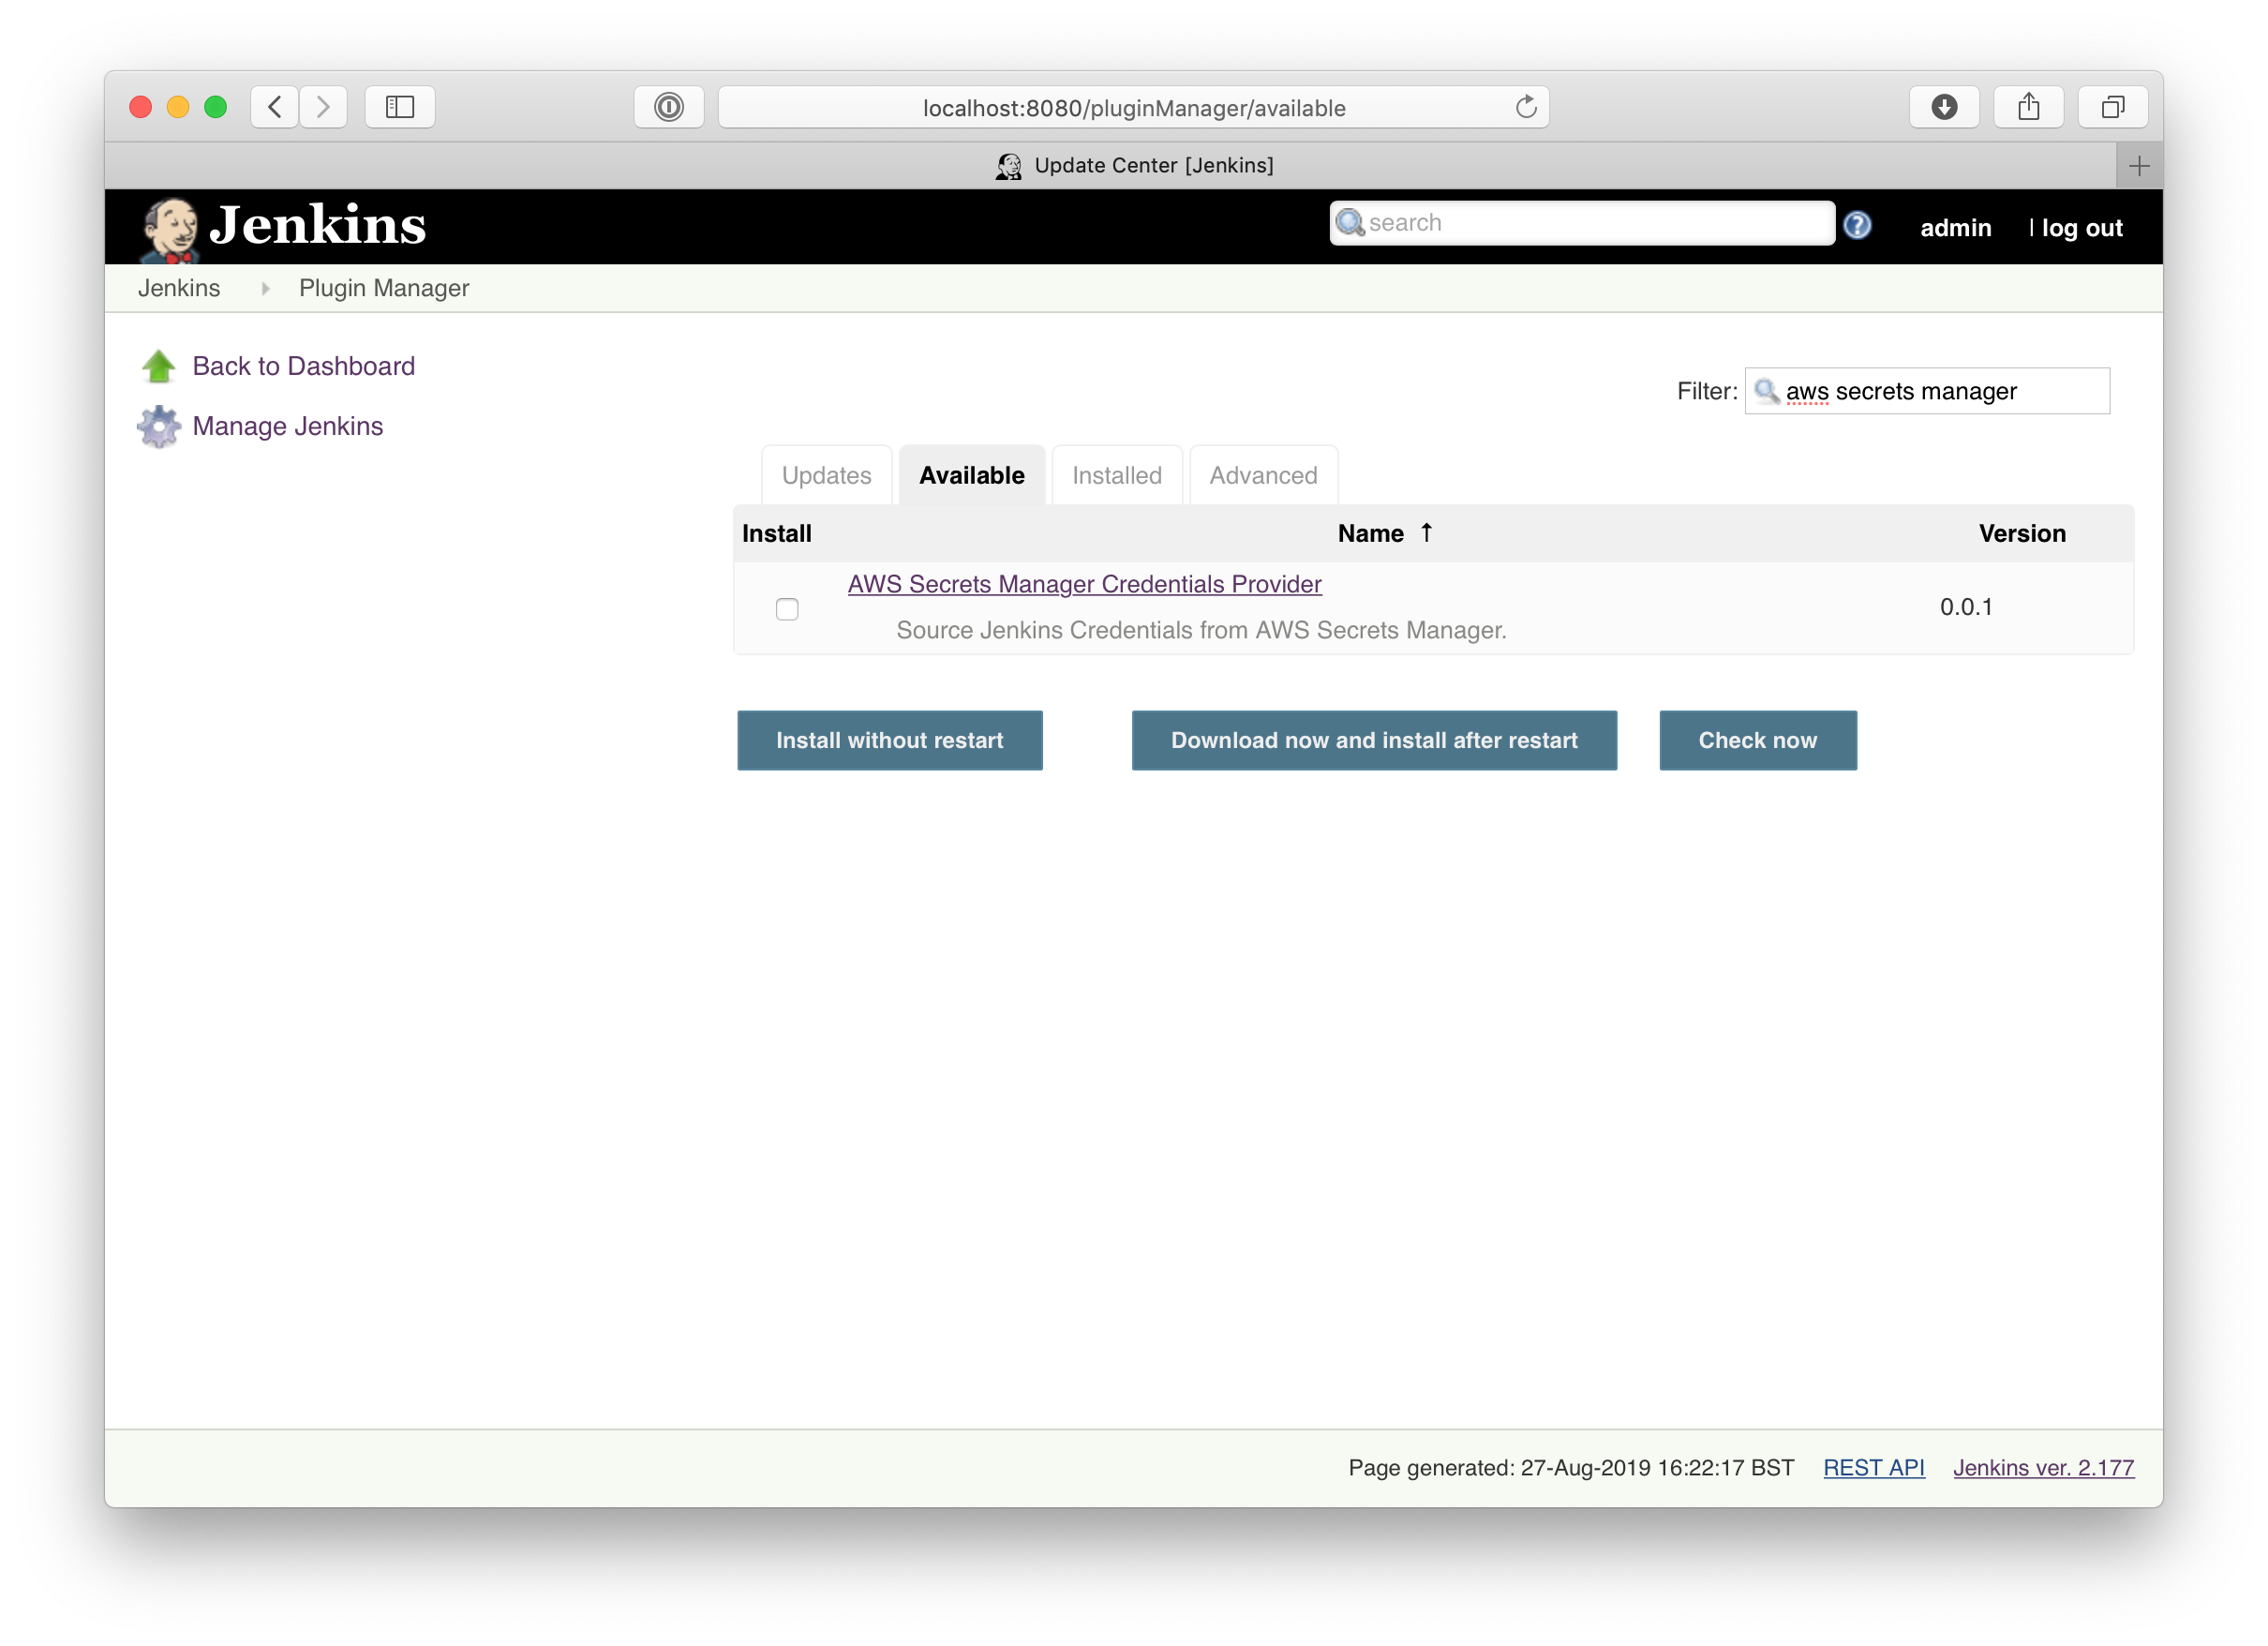 localhost:8080/pluginManager/available
Update Center [Jenkins]
Jenkins
search
admin
| log out
Jenkins
Plugin Manager
Back to Dashboard
Manage Jenkins
Filter: aws secrets manager
Updates
Available
Installed
Advanced
Install
Name ↑
Version
AWS Secrets Manager Credentials Provider
Source Jenkins Credentials from AWS Secrets Manager.
0.0.1
Install without restart
Download now and install after restart
Check now
Page generated: 27-Aug-2019 16:22:17 BST
REST API
Jenkins ver. 2.177